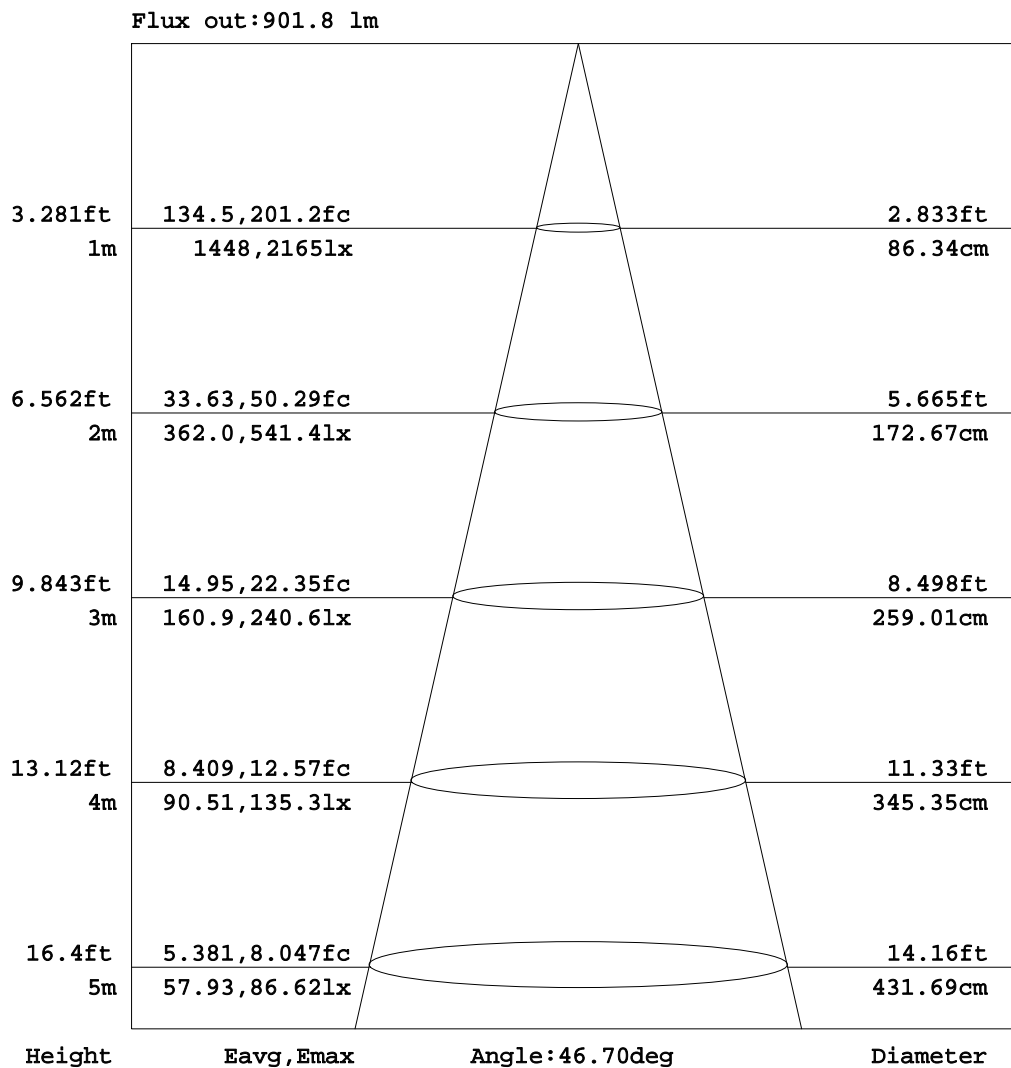 Flux out:901.8 lm
3.281ft 134.5,201.2fc 2.833ft
1m 1448,2165lx 86.34cm
6.562ft 33.63,50.29fc 5.665ft
2m 362.0,541.4lx 172.67cm
9.843ft 14.95,22.35fc 8.498ft
3m 160.9,240.6lx 259.01cm
13.12ft 8.409,12.57fc 11.33ft
4m 90.51,135.3lx 345.35cm
16.4ft 5.381,8.047fc 14.16ft
5m 57.93,86.62lx 431.69cm
Height Eavg,Emax Angle:46.70deg Diameter